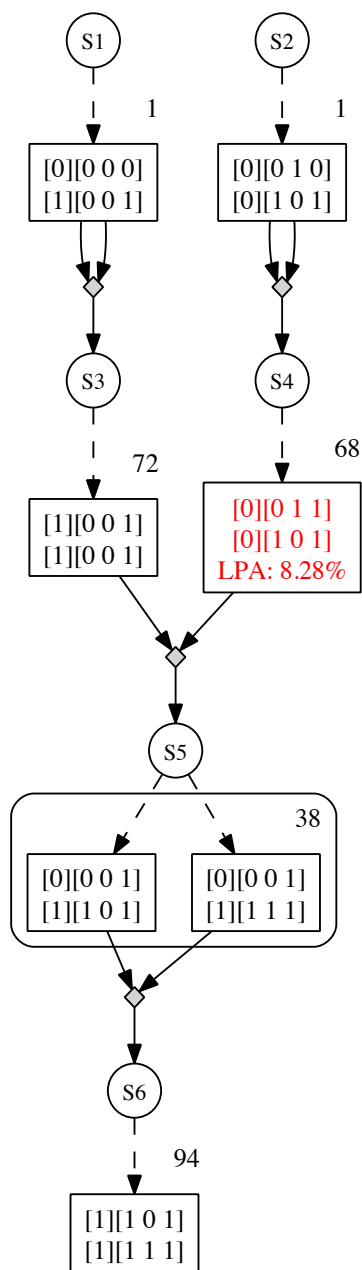 S1
S2
1
1
[0][0 0 0]
[1][0 0 1]
[0][0 1 0]
[0][1 0 1]
S3
S4
72
68
[1][0 0 1]
[1][0 0 1]
[0][0 1 1]
[0][1 0 1]
LPA: 8.28%
S5
38
[0][0 0 1]
[1][1 0 1]
[0][0 0 1]
[1][1 1 1]
S6
94
[1][1 0 1]
[1][1 1 1]